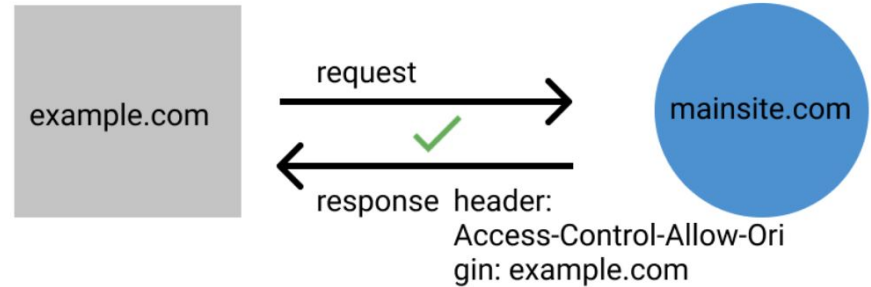 request
example.com
mainsite.com
response header:
Access-Control-Allow-Ori
gin: example.com